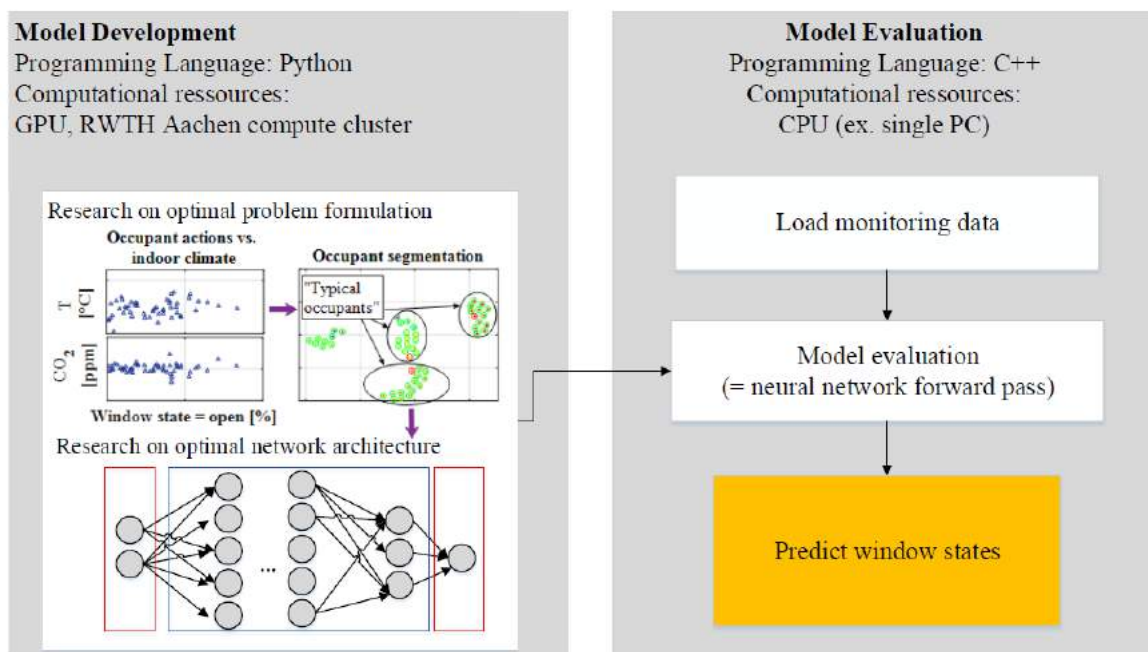 Model Development
Programming Language: Python
Computational ressources:
GPU, RWTH Aachen compute cluster
Research on optimal problem formulation
Occupant actions vs.
indoor climate
Occupant segmentation
T
[°C]
CO2
[ppm]
"Typical
occupants"
Window state = open [%]
Research on optimal network architecture
...
Model Evaluation
Programming Language: C++
Computational ressources:
CPU (ex. single PC)
Load monitoring data
Model evaluation
(= neural network forward pass)
Predict window states